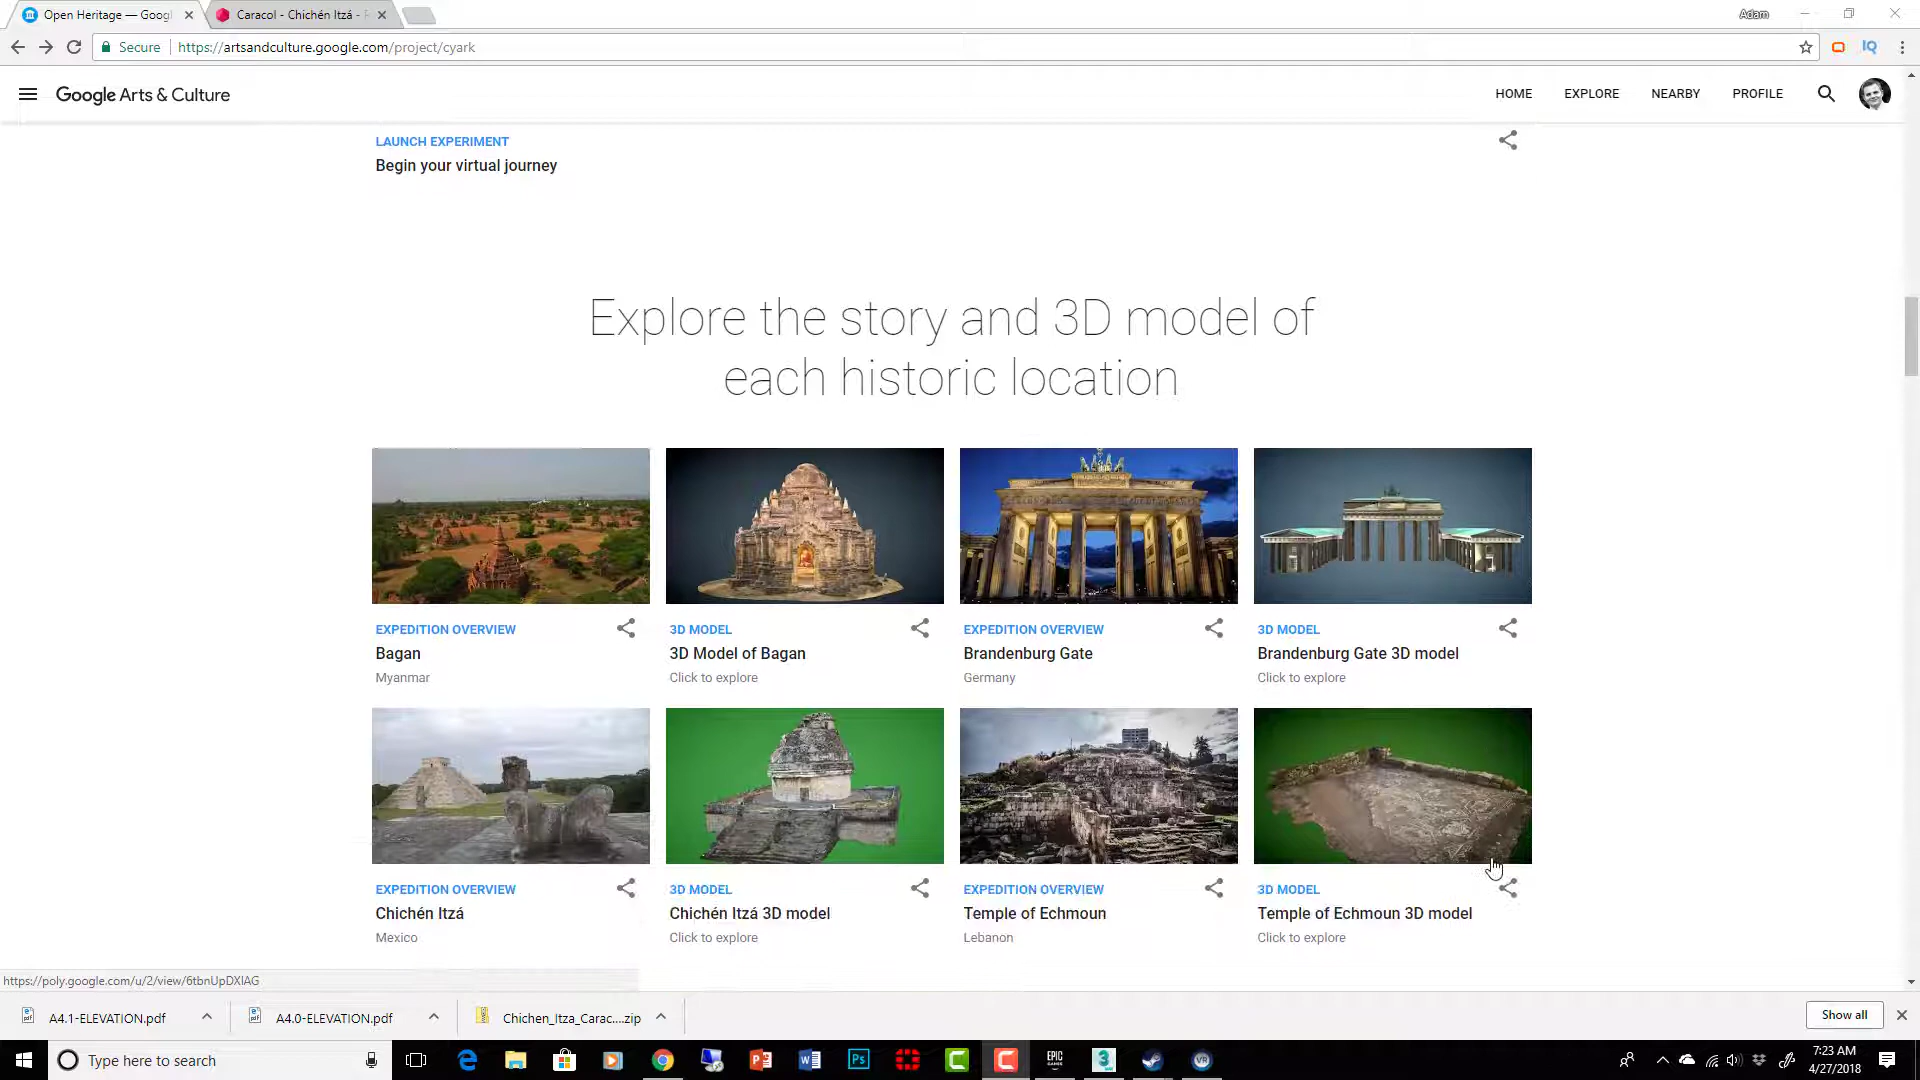 Open Heritage — Googl
Caracol - Chichén Itzá -
Adam
Secure
https://artsandculture.google.com/project/cyark
IQ
Google Arts & Culture
HOME
EXPLORE
NEARBY
PROFILE
LAUNCH EXPERIMENT
Begin your virtual journey
Explore the story and 3D model of
each historic location
EXPEDITION OVERVIEW
Bagan
Myanmar
3D MODEL
3D Model of Bagan
Click to explore
EXPEDITION OVERVIEW
Brandenburg Gate
Germany
3D MODEL
Brandenburg Gate 3D model
Click to explore
EXPEDITION OVERVIEW
Chichén Itzá
Mexico
3D MODEL
Chichén Itzá 3D model
Click to explore
EXPEDITION OVERVIEW
Temple of Echmoun
Lebanon
3D MODEL
Temple of Echmoun 3D model
Click to explore
https://poly.google.com/u/2/view/6tbnUpDXIAG
A4.1-ELEVATION.pdf
A4.0-ELEVATION.pdf
Chichen_Itza_Carac....zip
Show all
Type here to search
EPIC
GAMES
VR
7:23 AM
4/27/2018